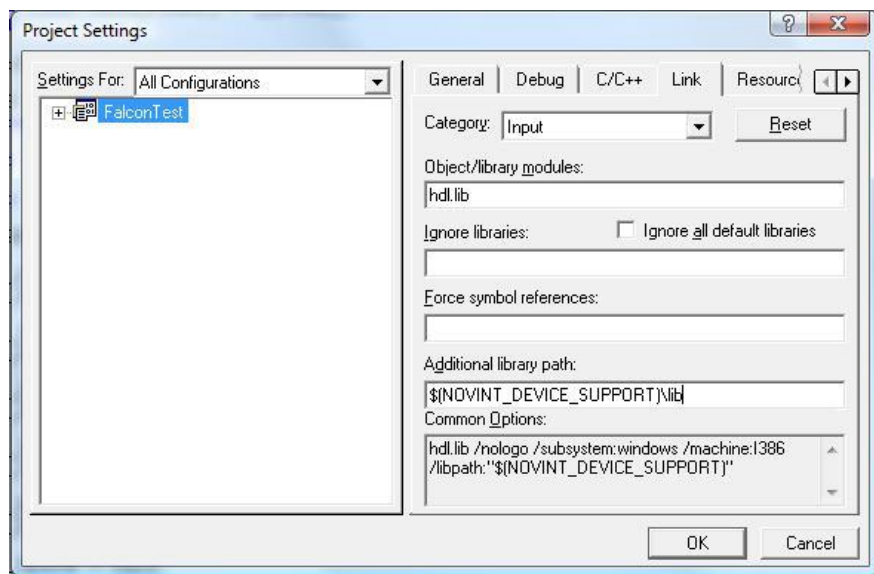 Project Settings
Settings For: All Configurations
FalconTest
General Debug C/C++ Link Resourc
Category: Input Reset
Object/library modules:
hdl.lib
Ignore libraries: Ignore all default libraries
Force symbol references:
Additional library path:
$(NOVINT_DEVICE_SUPPORT)\lib
Common Options:
hdl.lib /nologo /subsystem:windows /machine:I386
/libpath:"$(NOVINT_DEVICE_SUPPORT)"
OK Cancel